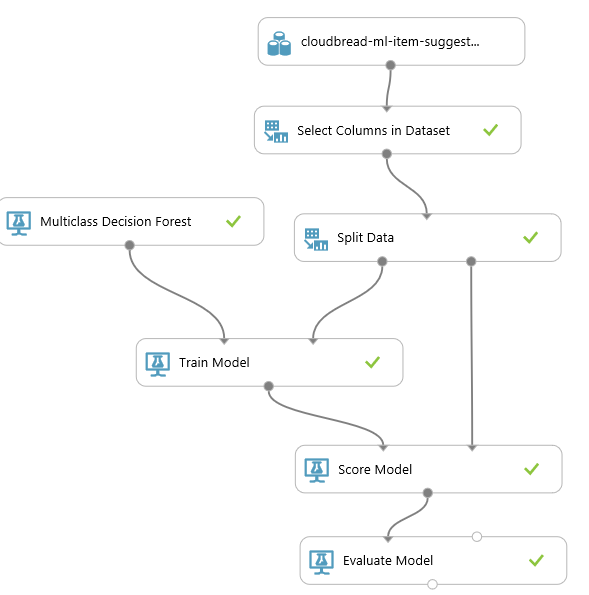 cloudbread-ml-item-suggest...
Select Columns in Dataset
Multiclass Decision Forest
Split Data
Train Model
Score Model
Evaluate Model